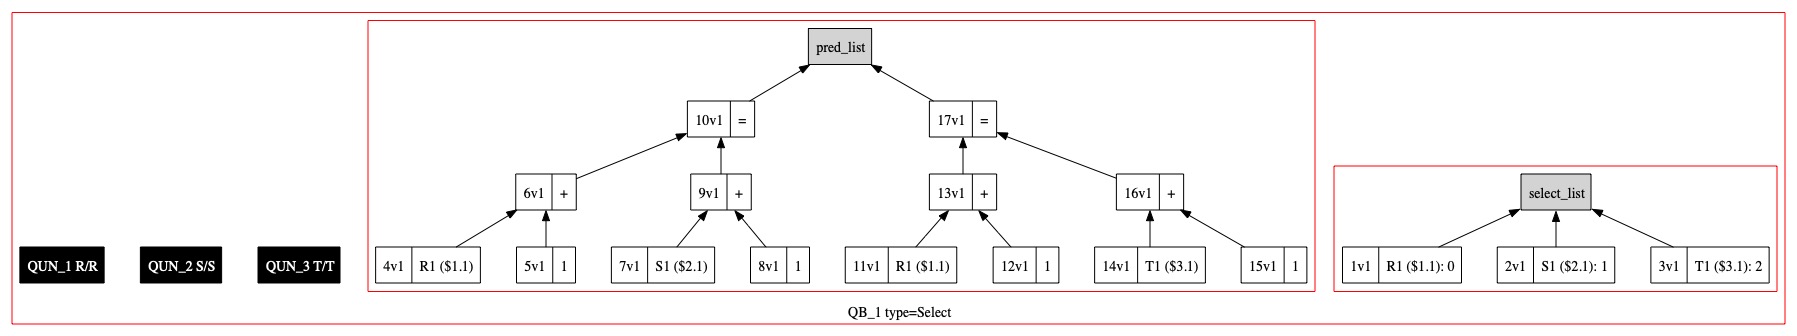 pred_list
10v1 =
17v1 =
6v1 +
9v1 +
13v1 +
16v1 +
select_list
QUN_1 R/R
QUN_2 S/S
QUN_3 T/T
4v1 R1 ($1.1)
5v1 1
7v1 S1 ($2.1)
8v1 1
11v1 R1 ($1.1)
12v1 1
14v1 T1 ($3.1)
15v1 1
1v1 R1 ($1.1): 0
2v1 S1 ($2.1): 1
3v1 T1 ($3.1): 2
QB_1 type=Select